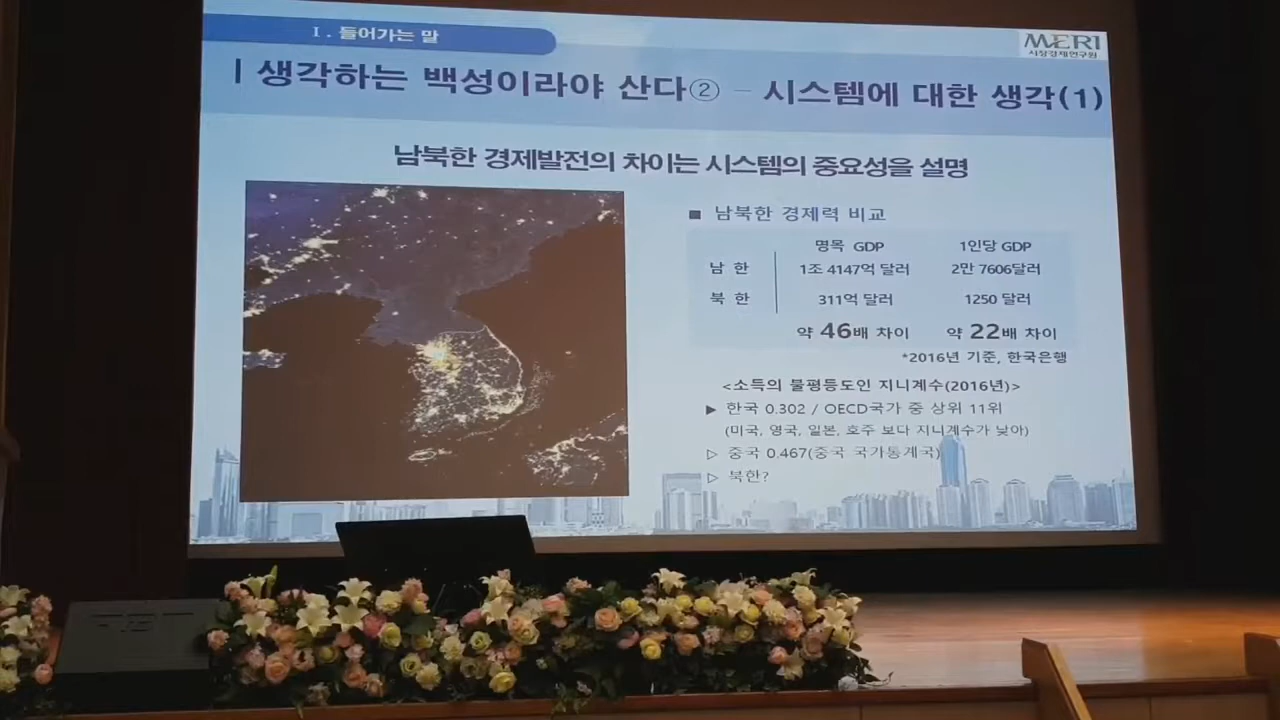 Ⅰ. 들어가는 말
MERI
시장경제연구원
생각하는 백성이라야 산다② - 시스템에 대한 생각(1)
남북한 경제발전의 차이는 시스템의 중요성을 설명
■ 남북한 경제력 비교
명목 GDP 1인당 GDP
남 한 1조 4147억 달러 2만 7606달러
북 한 311억 달러 1250 달러
약 46배 차이 약 22배 차이
*2016년 기준, 한국은행
<소득의 불평등도인 지니계수(2016년)>
▶ 한국 0.302 / OECD국가 중 상위 11위
(미국, 영국, 일본, 호주 보다 지니계수가 낮아)
▷ 중국 0.467(중국 국가통계국)
▷ 북한?